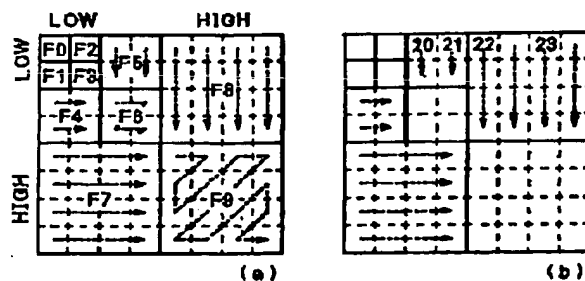 LOW HIGH
LOW
HIGH
F0 F2
F1 F3
F5
F4 F6
F8
F7
F9
(a)
20 21 22 23
(b)